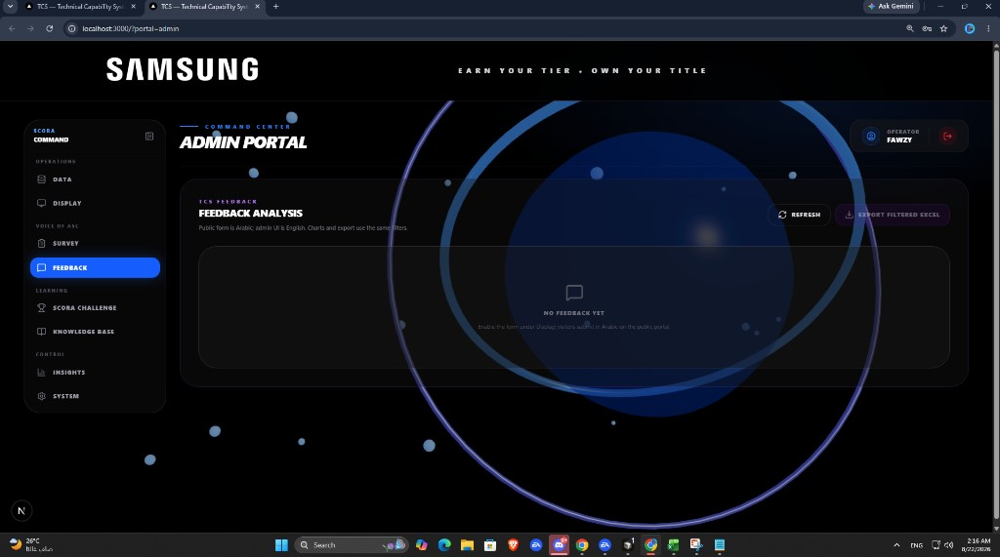 TCS — Technical Capability Syst
TCS — Technical Capability Syst
Ask Gemini
localhost:3000/?portal=admin
SAMSUNG
EARN YOUR TIER . OWN YOUR TITLE
SCORA
COMMAND
OPERATIONS
DATA
DISPLAY
VOICE OF ASC
SURVEY
FEEDBACK
LEARNING
SCORA CHALLENGE
KNOWLEDGE BASE
CONTROL
INSIGHTS
SYSTEM
COMMAND CENTER
ADMIN PORTAL
OPERATOR
FAWZY
TCS FEEDBACK
FEEDBACK ANALYSIS
Public form is Arabic; admin UI is English. Charts and export use the same filters.
REFRESH
EXPORT FILTERED EXCEL
NO FEEDBACK YET
Enable the form under Display; visitors submit in Arabic on the public portal.
N
26°C
صاف غالبًا
Search
ENG
2:16 AM
8/22/2026